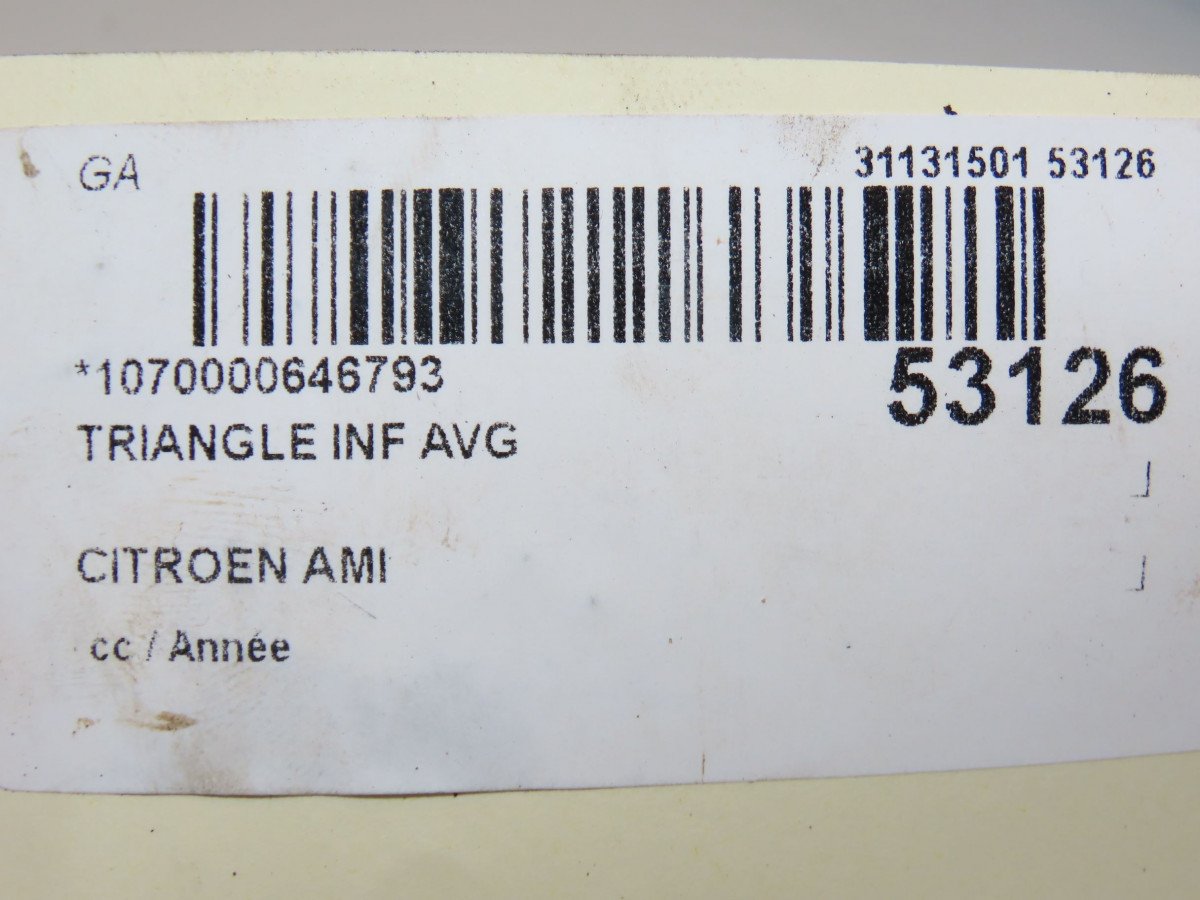 GA
31131501 53126
*1070000646793
53126
TRIANGLE INF AVG
CITROEN AMI
cc / Année